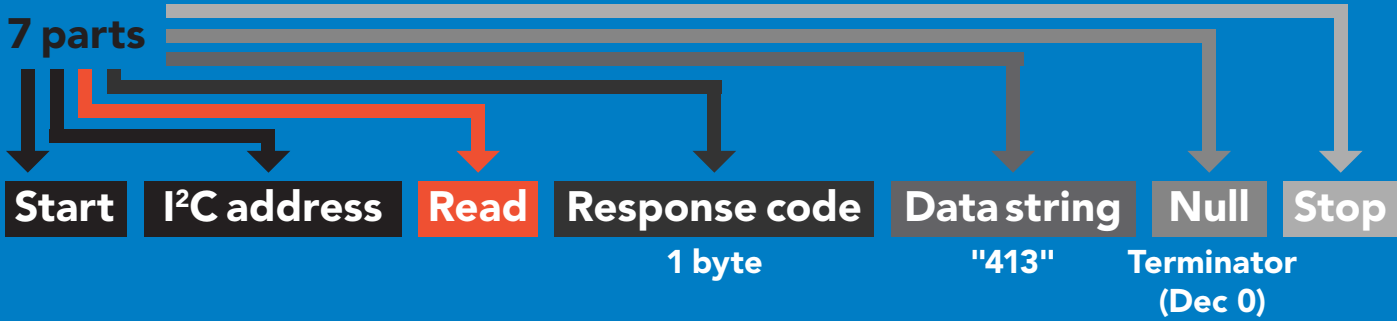 7 parts
Start I²C address Read Response code Data string Null Stop
1 byte "413" Terminator
(Dec 0)